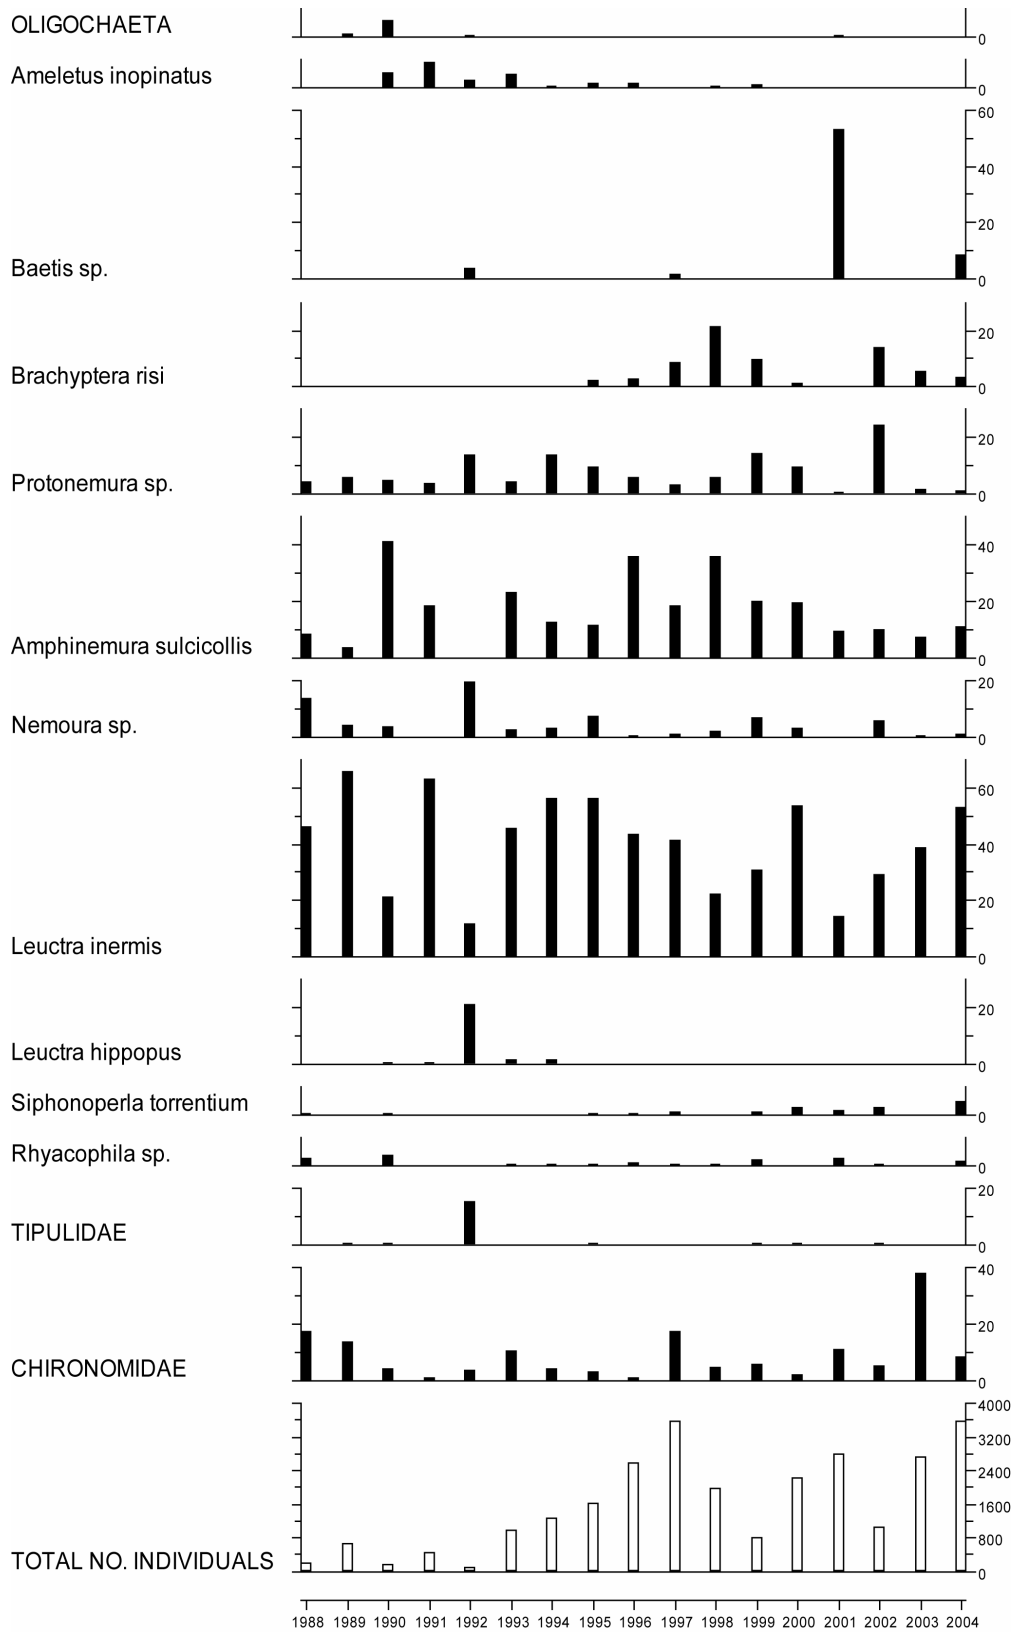 OLIGOCHAETA
0
Ameletus inopinatus
0
60
40
20
Baetis sp.
0
20
Brachyptera risi
0
20
Protonemura sp.
0
40
20
Amphinemura sulcicollis
0
20
Nemoura sp.
0
60
40
20
Leuctra inermis
0
20
Leuctra hippopus
0
Siphonoperla torrentium
0
Rhyacophila sp.
0
20
TIPULIDAE
0
40
20
CHIRONOMIDAE
0
4000
3200
2400
1600
800
TOTAL NO. INDIVIDUALS
0
1988 1989 1990 1991 1992 1993 1994 1995 1996 1997 1998 1999 2000 2001 2002 2003 2004